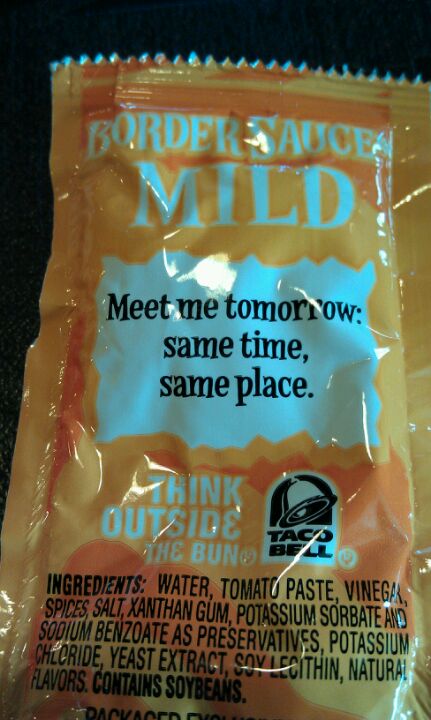 BORDER SAUCE
MILD
Meet me tomorrow:
same time,
same place.
THINK
OUTSIDE
THE BUN®
TACO
BELL®
INGREDIENTS: WATER, TOMATO PASTE, VINEGAR,
SPICES, SALT, XANTHAN GUM, POTASSIUM SORBATE AND
SODIUM BENZOATE AS PRESERVATIVES, POTASSIUM
CHLORIDE, YEAST EXTRACT, SOY LECITHIN, NATURAL
FLAVORS. CONTAINS SOYBEANS.
PACKAGED